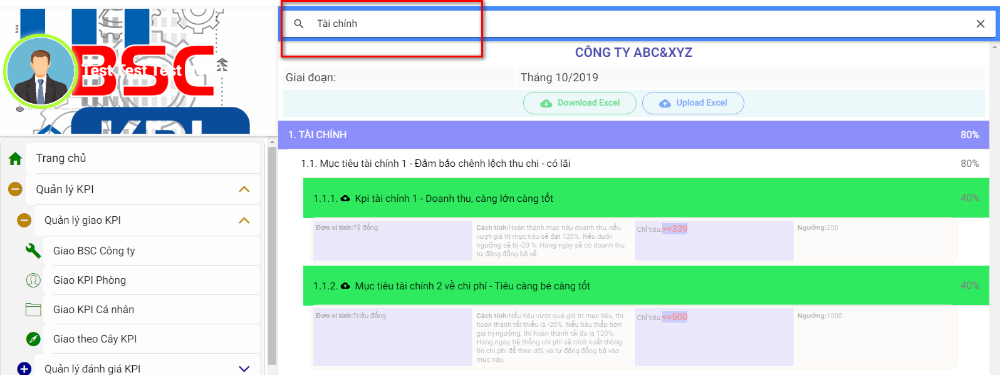 Tài chính
CÔNG TY ABC&XYZ
Giai đoạn:
Tháng 10/2019
Download Excel
Upload Excel
BSC
Test Test Test
KPI
Trang chủ
Quản lý KPI
Quản lý giao KPI
Giao BSC Công ty
Giao KPI Phòng
Giao KPI Cá nhân
Giao theo Cây KPI
Quản lý đánh giá KPI
1. TÀI CHÍNH 80%
1.1. Mục tiêu tài chính 1 - Đảm bảo chênh lệch thu chi - có lãi 80%
1.1.1. Kpi tài chính 1 - Doanh thu, càng lớn càng tốt 40%
Đơn vị tính:Tỷ đồng
Cách tính:Hoàn thành mục tiêu doanh thu, nếu
vượt giá trị mục tiêu sẽ đạt 120%. Nếu dưới
ngưỡng sẽ bị -20 %. Hàng ngày sẽ có doanh thu
tự động đồng bộ về
Chỉ tiêu:>=339
Ngưỡng:200
1.1.2. Mục tiêu tài chính 2 về chi phí - Tiêu càng bé càng tốt 40%
Đơn vị tính:Triệu đồng
Cách tính:Nếu tiêu vượt quá giá trị mục tiêu, thì
hoàn thành tối thiểu là -20%. Nếu tiêu thấp hơn
giá trị ngưỡng, thì hoàn thành tối đa là 120%.
Hàng ngày, hệ thống chi phí sẽ trích xuất thông
tin chi phí để theo dõi, và tự động đồng bộ vào
mục này.
Chỉ tiêu:<=500
Ngưỡng:1000